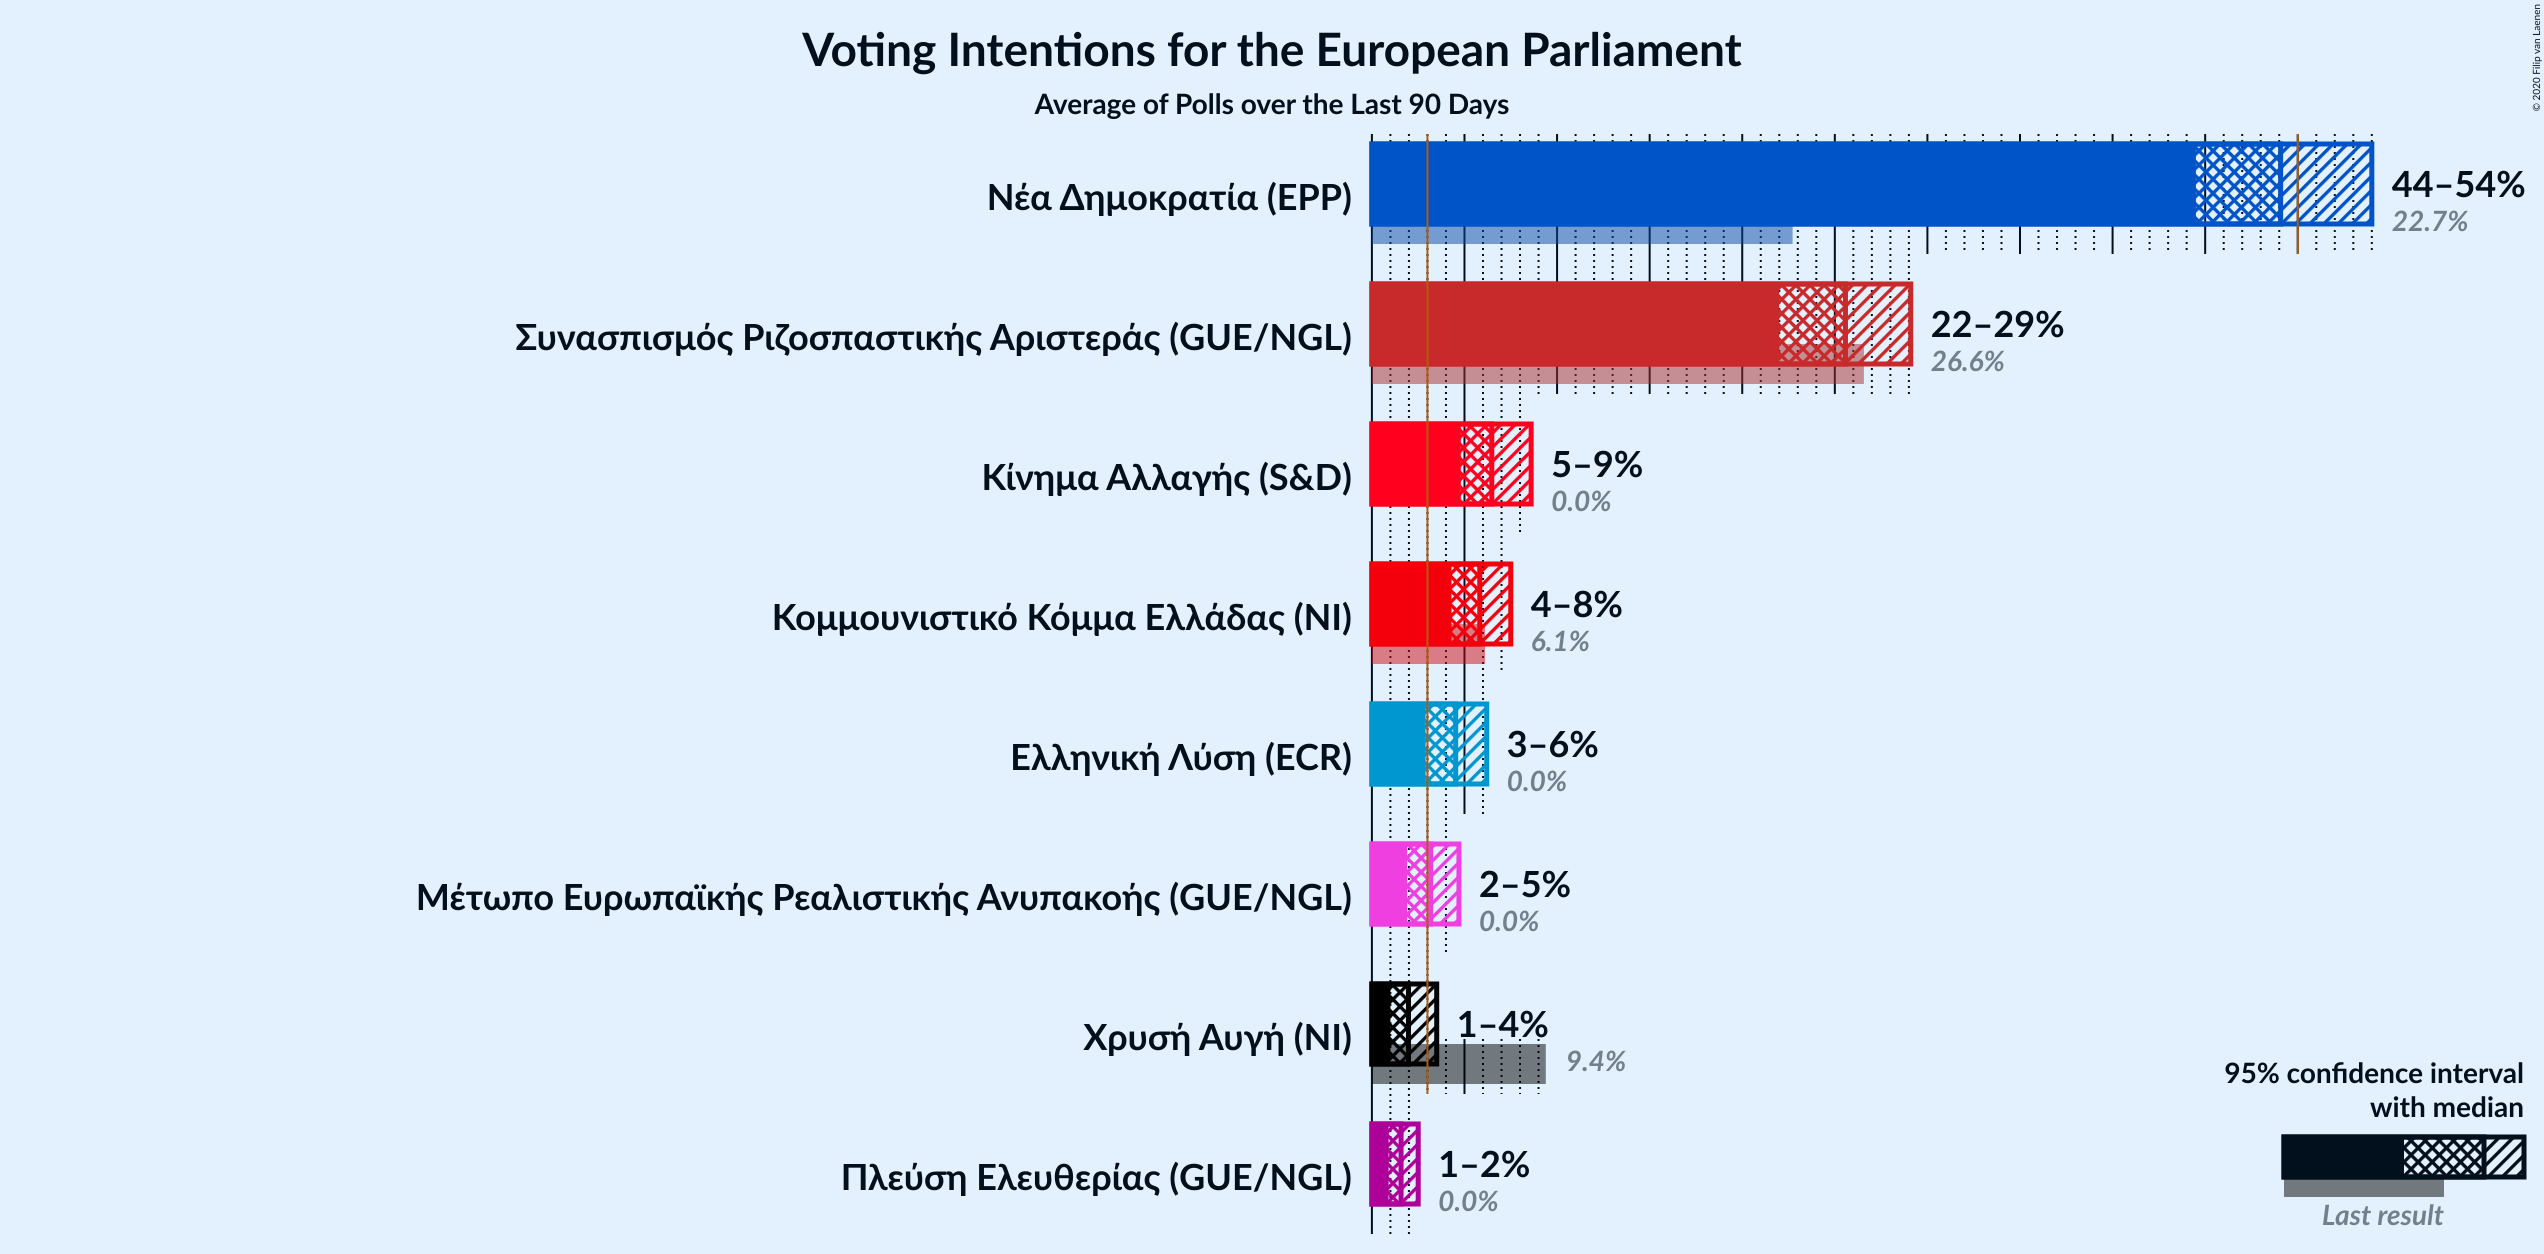 Voting Intentions for the European Parliament
Average of Polls over the Last 90 Days
© 2020 Filip van Laenen
Νέα Δημοκρατία (EPP)
44–54%
22.7%
Συνασπισμός Ριζοσπαστικής Αριστεράς (GUE/NGL)
22–29%
26.6%
Κίνημα Αλλαγής (S&D)
5–9%
0.0%
Κομμουνιστικό Κόμμα Ελλάδας (NI)
4–8%
6.1%
Ελληνική Λύση (ECR)
3–6%
0.0%
Μέτωπο Ευρωπαϊκής Ρεαλιστικής Ανυπακοής (GUE/NGL)
2–5%
0.0%
Χρυσή Αυγή (NI)
1–4%
9.4%
Πλεύση Ελευθερίας (GUE/NGL)
1–2%
0.0%
95% confidence interval
with median
Last result